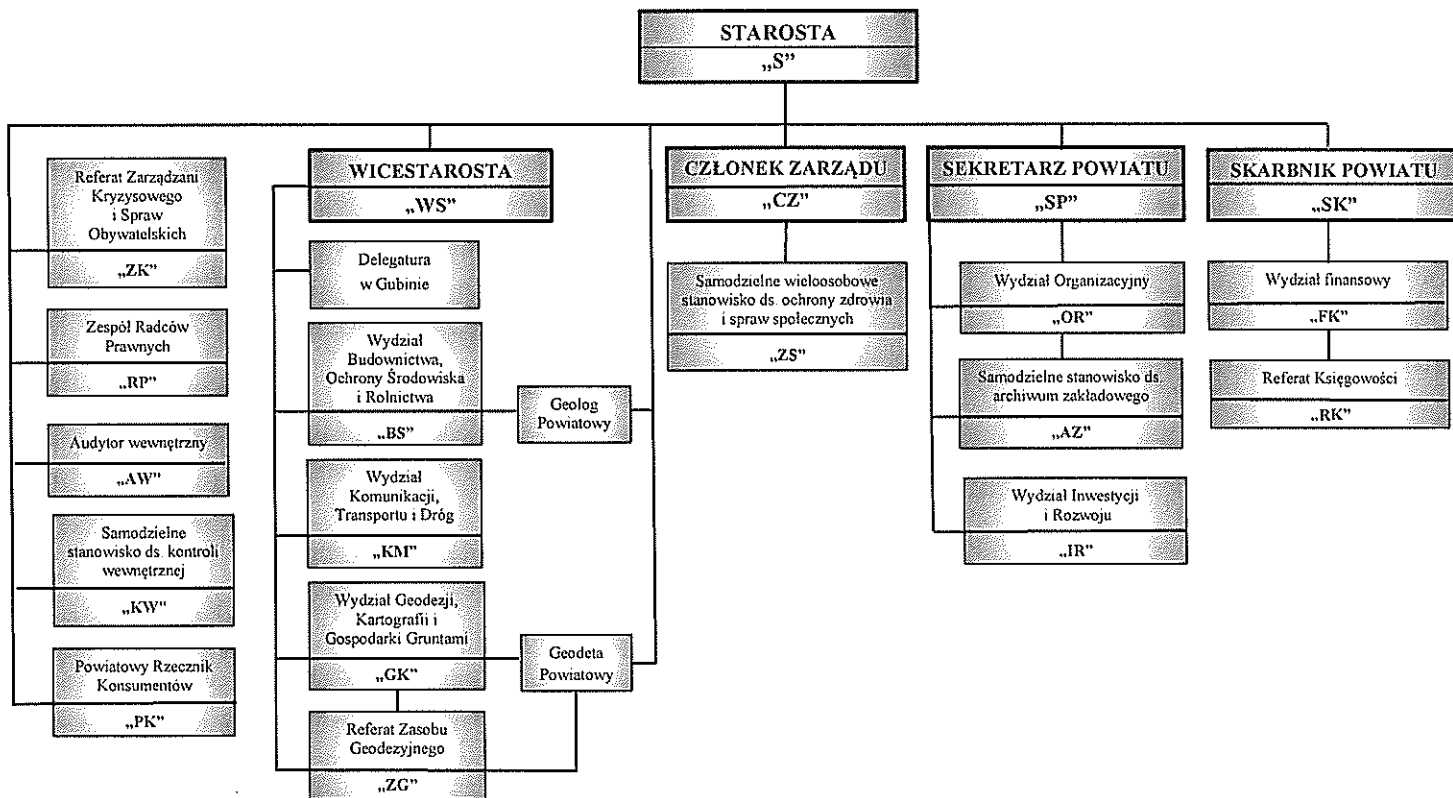 STAROSTA
„S”
Referat Zarządzani
Kryzysowego
i Spraw
Obywatelskich
„ZK”
Zespół Radców
Prawnych
„RP”
Audytor wewnętrzny
„AW”
Samodzielne
stanowisko ds. kontroli
wewnętrznej
„KW”
Powiatowy Rzecznik
Konsumentów
„PK”
WICESTAROSTA
„WS”
Delegatura
w Gubinie
Wydział
Budownictwa,
Ochrony Środowiska
i Rolnictwa
„BS”
Geolog
Powiatowy
Wydział
Komunikacji,
Transportu i Dróg
„KM”
Wydział Geodezji,
Kartografii i
Gospodarki Gruntami
„GK”
Geodeta
Powiatowy
Referat Zasobu
Geodezyjnego
„ZG”
CZŁONEK ZARZĄDU
„CZ”
Samodzielne wieloosobowe
stanowisko ds. ochrony zdrowia
i spraw społecznych
„ZS”
SEKRETARZ POWIATU
„SP”
Wydział Organizacyjny
„OR”
Samodzielne stanowisko ds.
archiwum zakładowego
„AZ”
Wydział Inwestycji
i Rozwoju
„IR”
SKARBNIK POWIATU
„SK”
Wydział finansowy
„FK”
Referat Księgowości
„RK”